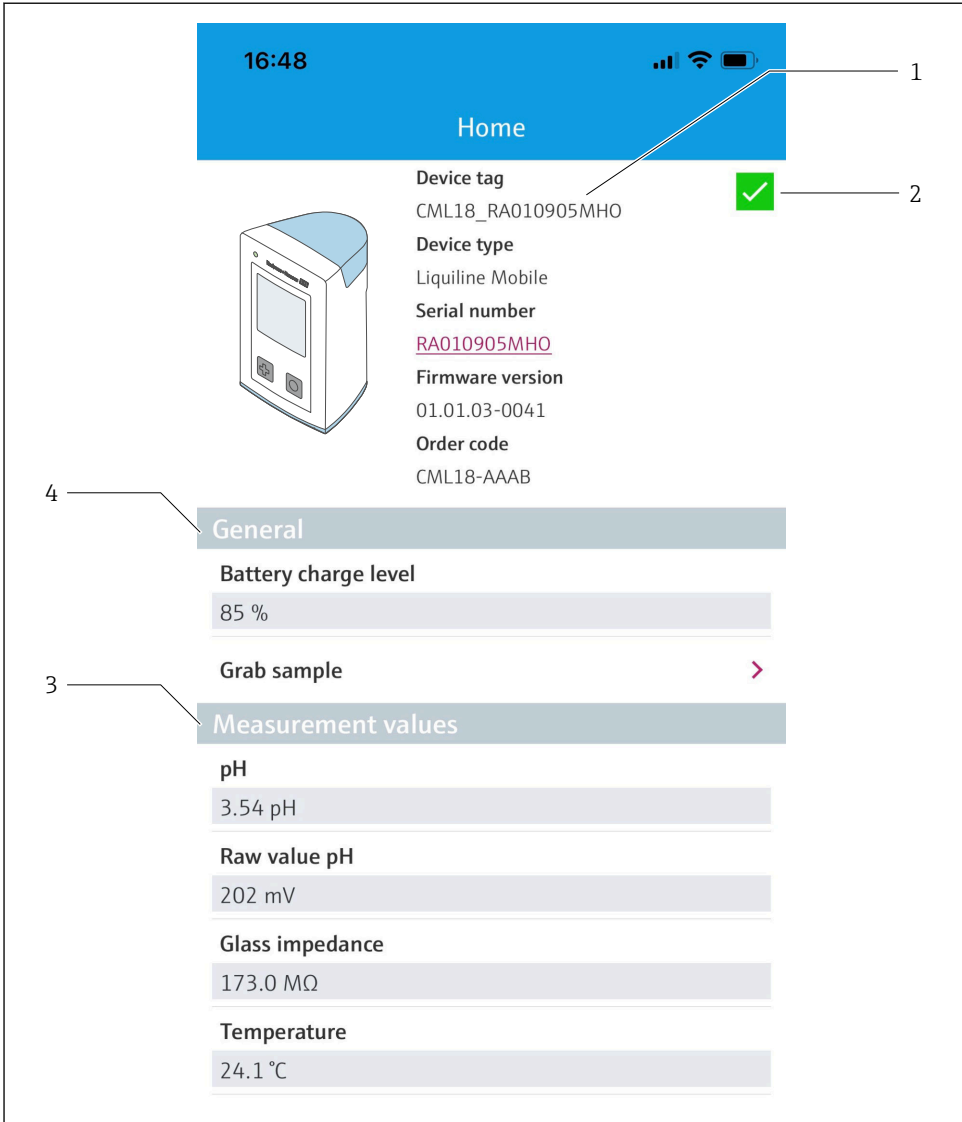 16:48
1
Home
Device tag
2
CML18_RA010905MHO
Device type
Liquiline Mobile
Serial number
RA010905MHO
Firmware version
01.01.03-0041
Order code
CML18-AAAB
4
General
Battery charge level
85 %
Grab sample
3
Measurement values
pH
3.54 pH
Raw value pH
202 mV
Glass impedance
173.0 MΩ
Temperature
24.1 °C